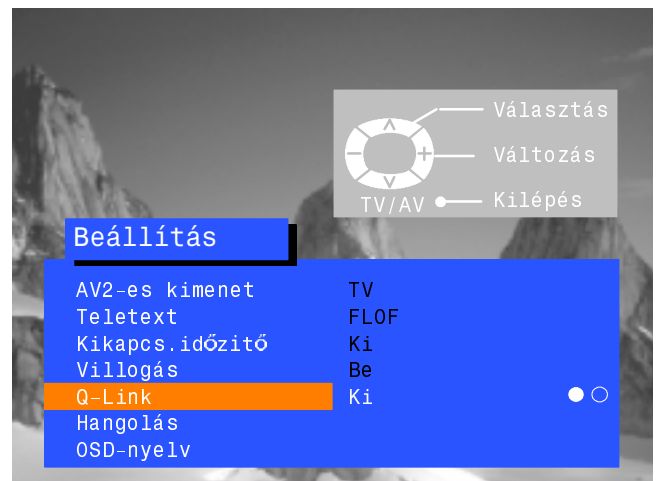 Választás
Változás
TV/AV Kilépés
Beállítás
AV2-es kimenet TV
Teletext FLOF
Kikapcs.időzitő Ki
Villogás Be
Q-Link Ki
Hangolás
OSD-nyelv